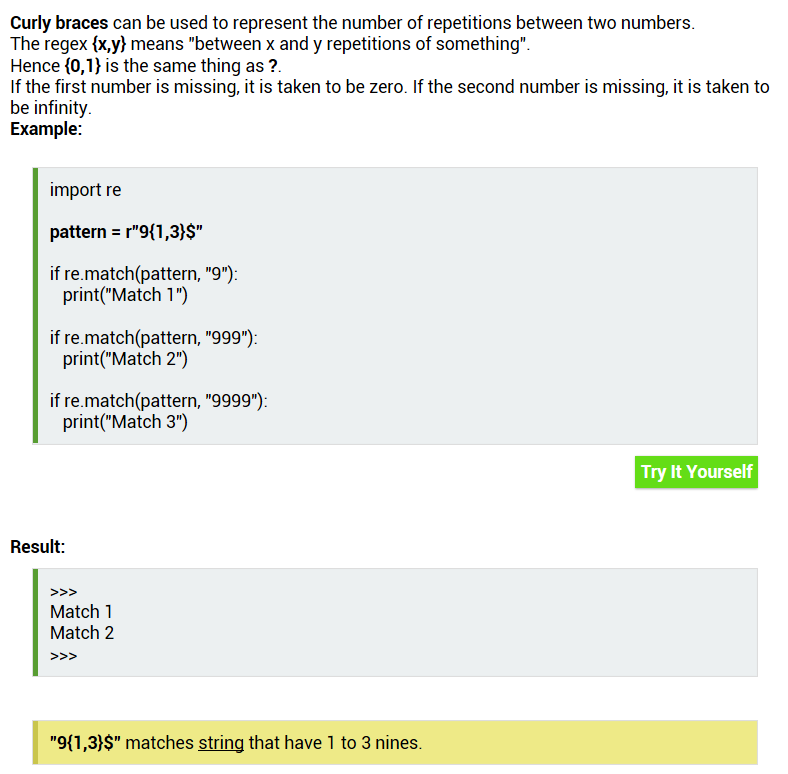 Curly braces can be used to represent the number of repetitions between two numbers.
The regex {x,y} means "between x and y repetitions of something".
Hence {0,1} is the same thing as ?.
If the first number is missing, it is taken to be zero. If the second number is missing, it is taken to
be infinity.
Example:
import re
pattern = r"9{1,3}$"
if re.match(pattern, "9"):
print("Match 1")
if re.match(pattern, "999"):
print("Match 2")
if re.match(pattern, "9999"):
print("Match 3")
Try It Yourself
Result:
>>>
Match 1
Match 2
>>>
"9{1,3}$" matches string that have 1 to 3 nines.